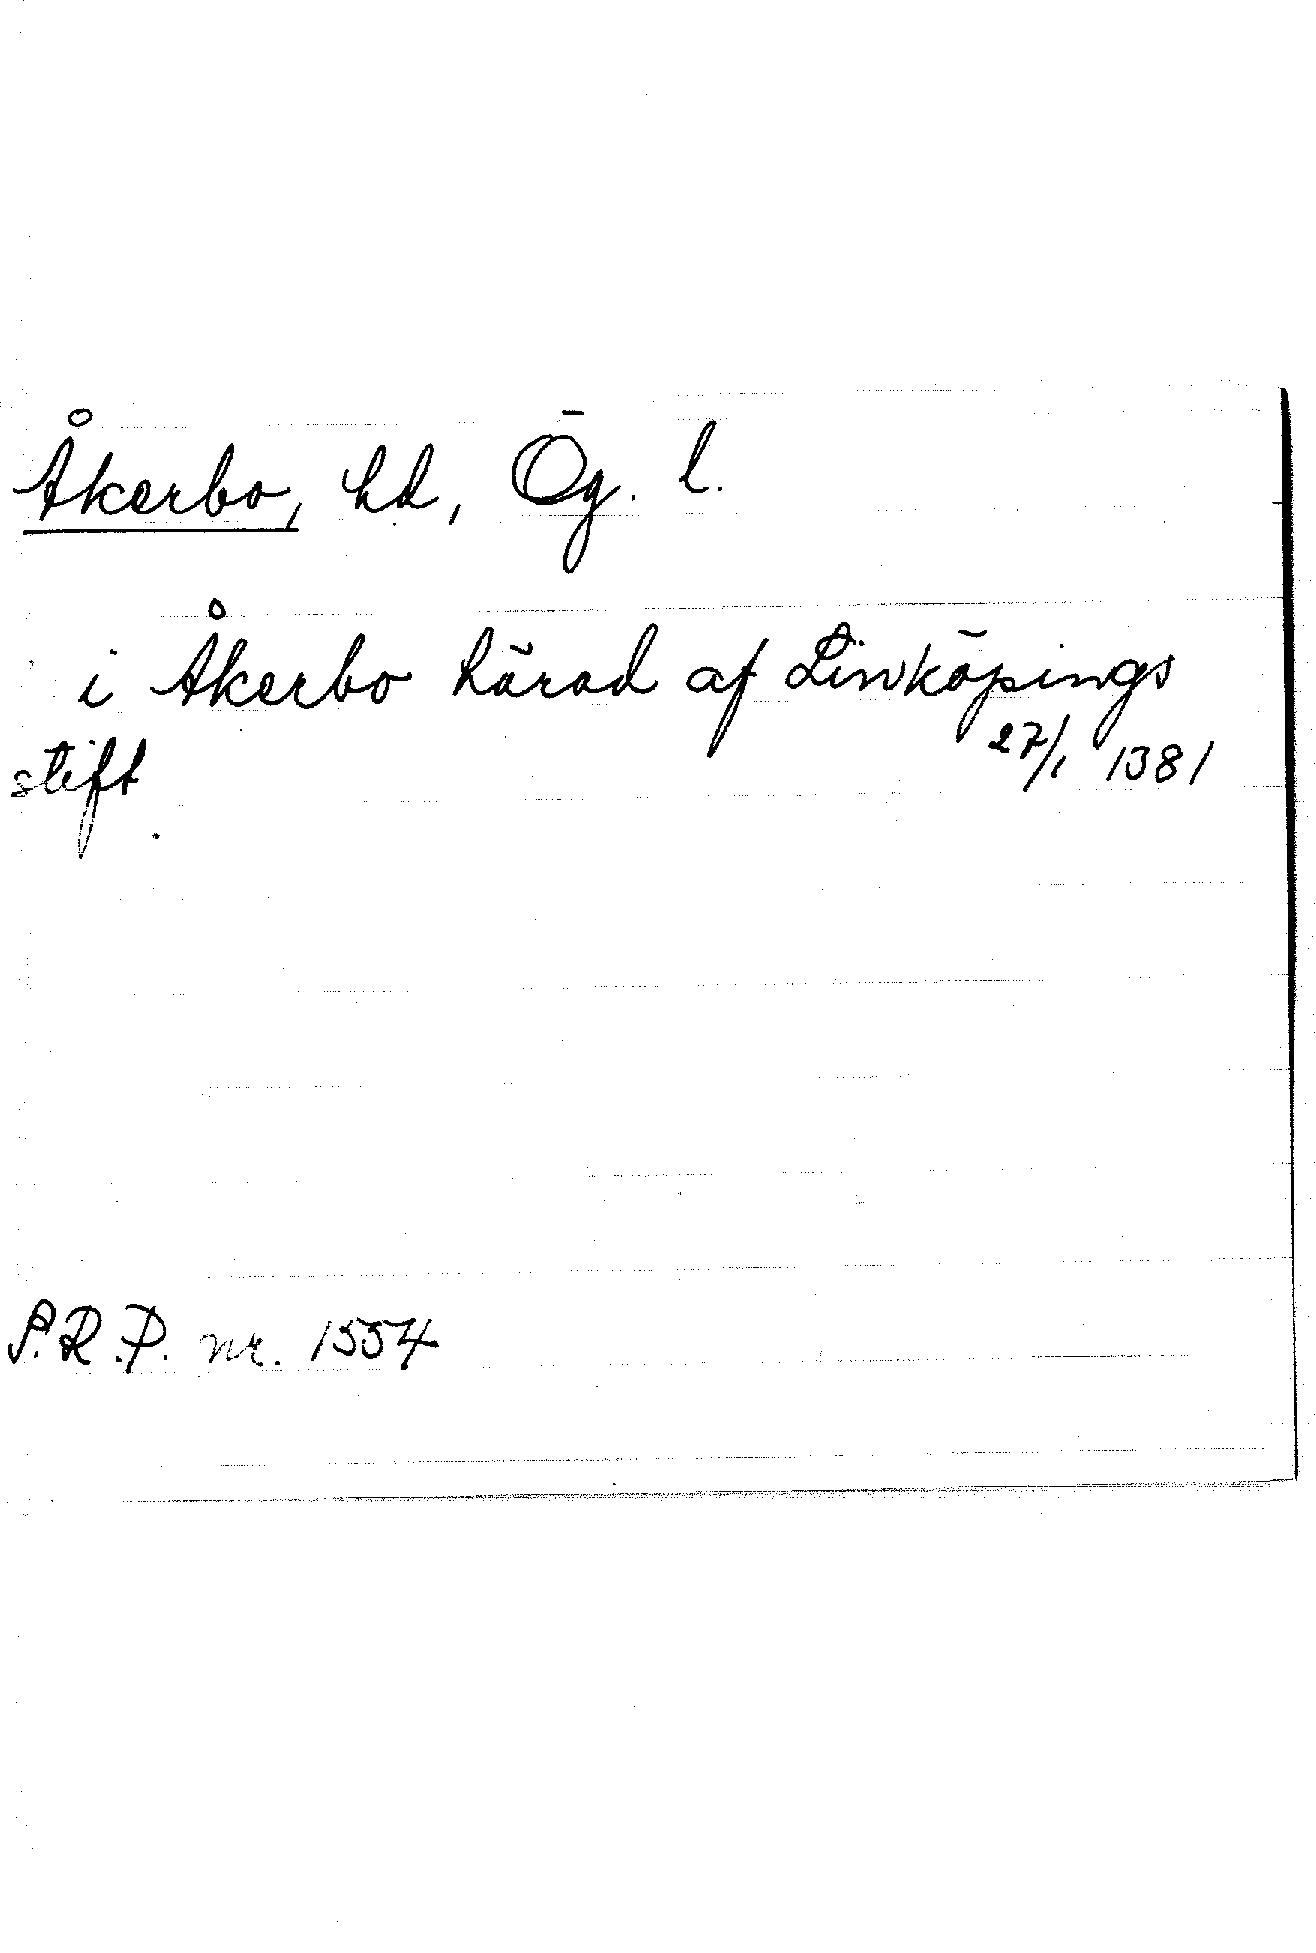 Åkerbo, hd, Ög. l.
i Åkerbo härad af Linköpings
stift 27/1 1381
S.R.P. nr. 1554